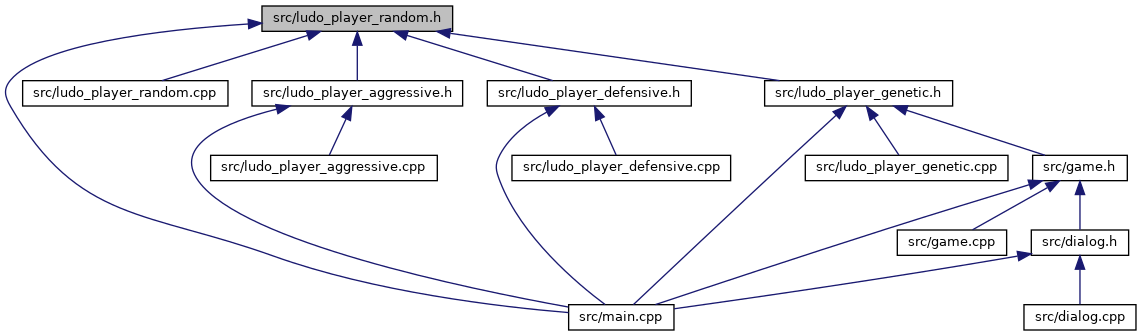 src/ludo_player_random.h
src/ludo_player_random.cpp
src/ludo_player_aggressive.h
src/ludo_player_defensive.h
src/ludo_player_genetic.h
src/ludo_player_aggressive.cpp
src/ludo_player_defensive.cpp
src/ludo_player_genetic.cpp
src/game.h
src/game.cpp
src/dialog.h
src/main.cpp
src/dialog.cpp